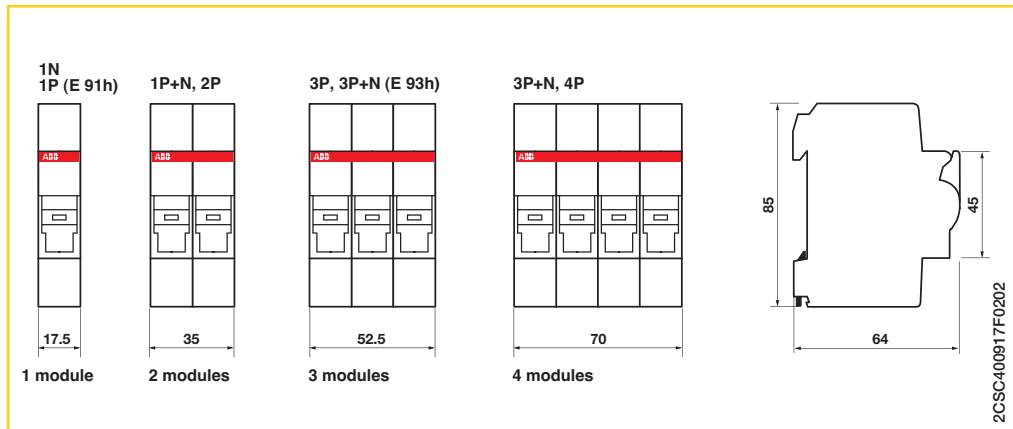 1N
1P (E 91h)
1P+N, 2P
3P, 3P+N (E 93h)
3P+N, 4P
ABB
ABB
ABB
ABB
85
45
17.5
35
52.5
70
64
1 module
2 modules
3 modules
4 modules
2CSC400917F0202